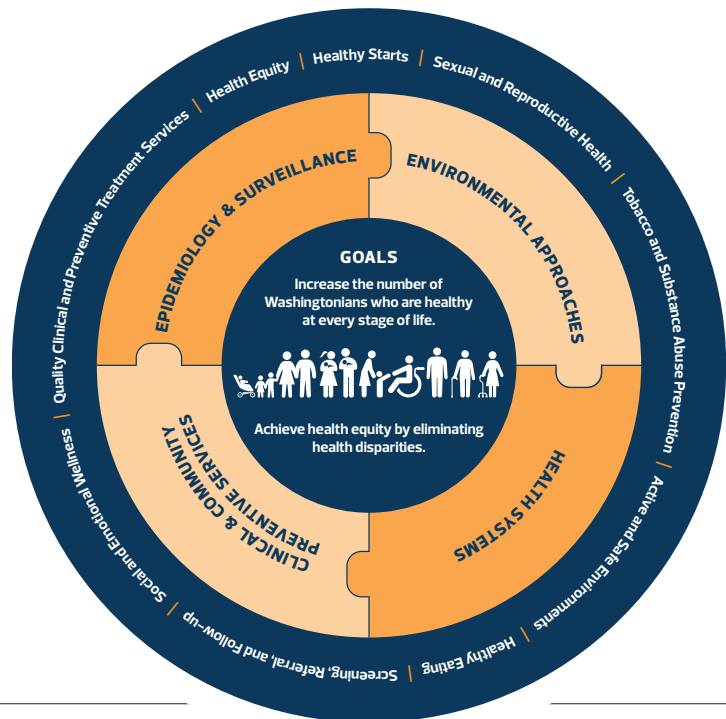 Healthy Starts
|
Sexual and Reproductive Health
|
Tobacco and Substance Abuse Prevention
|
Active and Safe Environments
|
Healthy Eating
|
Screening, Referral, and Follow-up
|
Social and Emotional Wellness
|
Quality Clinical and Preventive Treatment Services
|
Health Equity
|
EPIDEMIOLOGY & SURVEILLANCE
ENVIRONMENTAL APPROACHES
HEALTH SYSTEMS
CLINICAL & COMMUNITY
PREVENTIVE SERVICES
GOALS
Increase the number of
Washingtonians who are healthy
at every stage of life.
Achieve health equity by eliminating
health disparities.